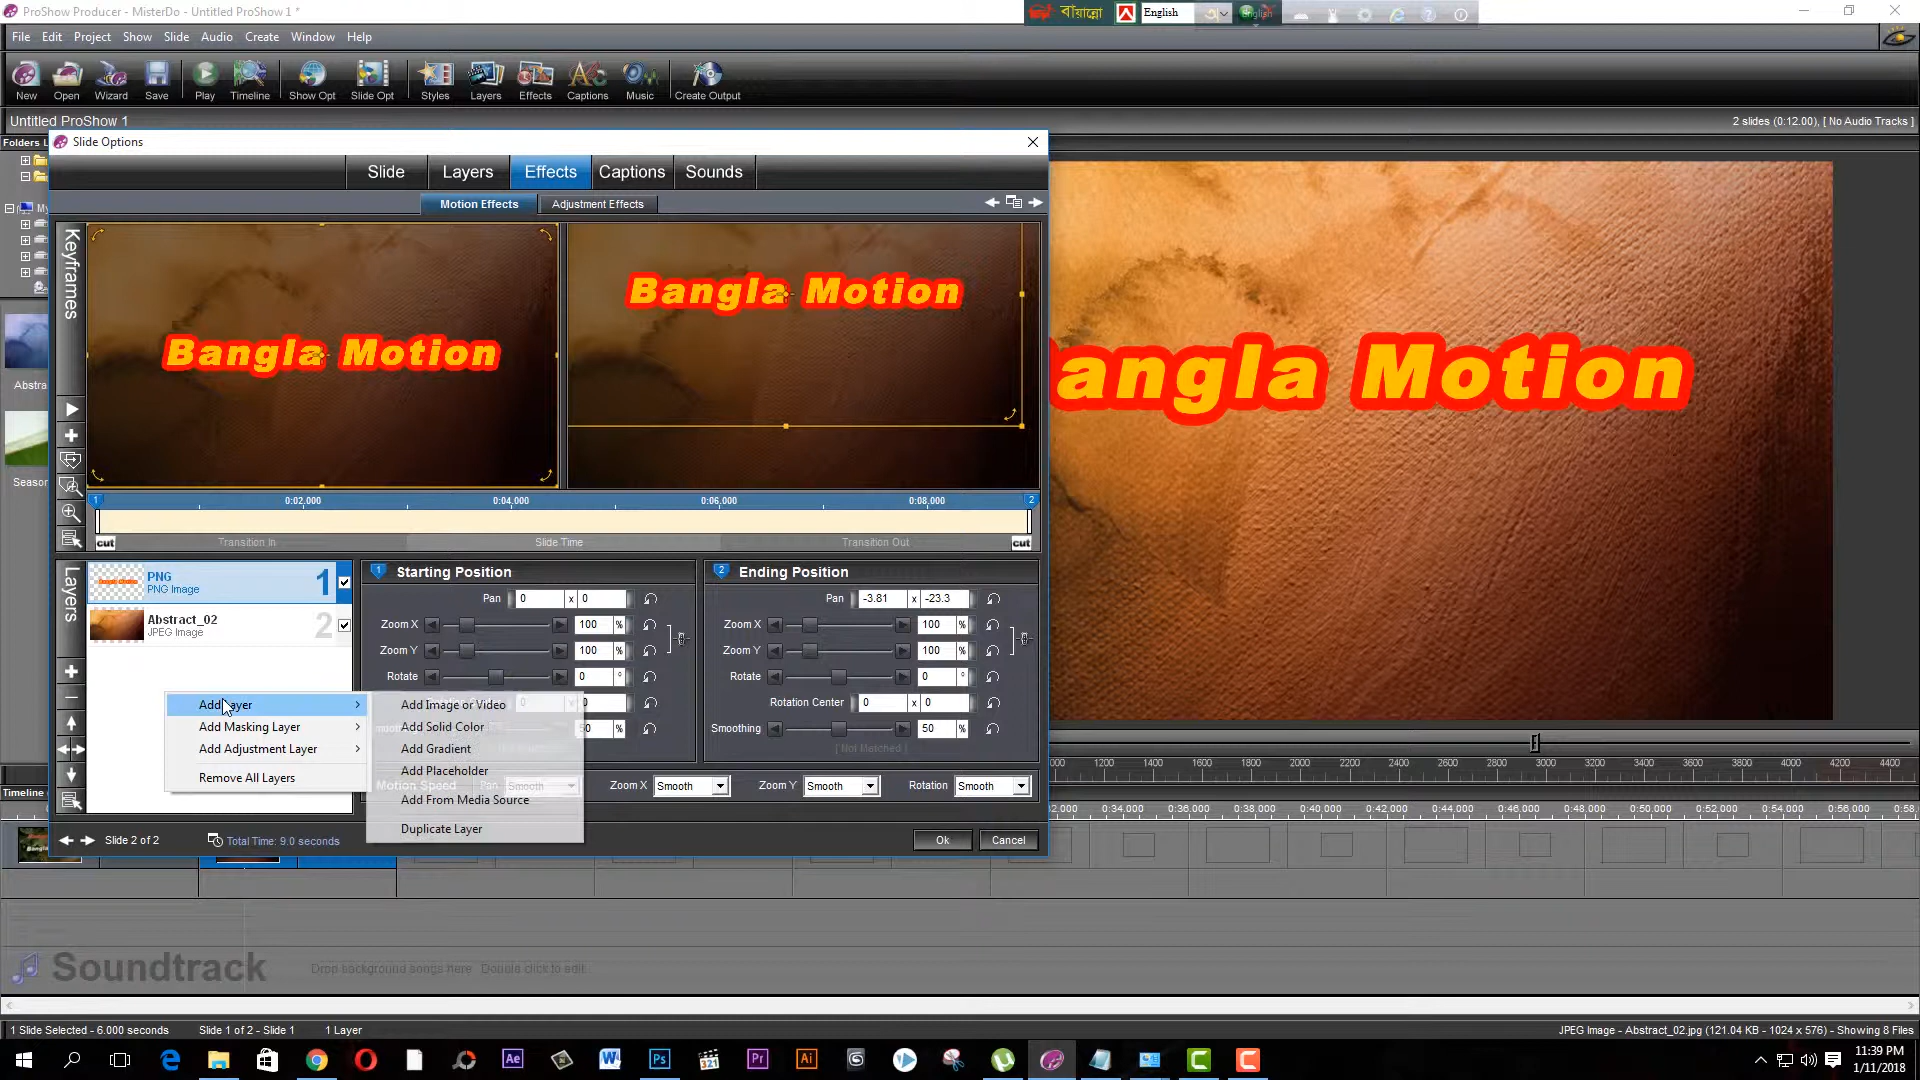 ProShow Producer - MisterDo - Untitled ProShow 1 *
বায়ান্নো
English
English
File Edit Project Show Slide Audio Create Window Help
New Open Wizard Save Play Timeline Show Opt Slide Opt Styles Layers Effects Captions Music Create Output
Untitled ProShow 1
2 slides (0:12.00), [ No Audio Tracks ]
Folders L
Slide Options
Slide Layers Effects Captions Sounds
Motion Effects Adjustment Effects
My
Keyframes
Bangla Motion
Bangla Motion
angla Motion
Abstra
Season
1 0:02.000 0:04.000 0:06.000 0:08.000 2
cut Transition In Slide Time Transition Out cut
Layers
PNG
PNG Image
1
Abstract_02
JPEG Image
2
1 Starting Position
Pan 0 x 0
Zoom X 100 %
Zoom Y 100 %
Rotate 0 °
2 Ending Position
Pan -3.81 x -23.3
Zoom X 100 %
Zoom Y 100 %
Rotate 0 °
Rotation Center 0 x 0
Smoothing 50 %
[ Not Matched ]
Add Layer
Add Masking Layer
Add Adjustment Layer
Remove All Layers
Add Image or Video
Add Solid Color
Add Gradient
Add Placeholder
Add From Media Source
Duplicate Layer
Motion Speed Pan Smooth Zoom X Smooth Zoom Y Smooth Rotation Smooth
Slide 2 of 2 Total Time: 9.0 seconds Ok Cancel
1200 1400 1600 1800 2000 2200 2400 2600 2800 3000 3200 3400 3600 3800 4000 4200 4400
Timeline
2.000 0:34.000 0:36.000 0:38.000 0:40.000 0:42.000 0:44.000 0:46.000 0:48.000 0:50.000 0:52.000 0:54.000 0:56.000 0:58.0
Soundtrack
Drop background songs here. Double click to edit.
1 Slide Selected - 6.000 seconds Slide 1 of 2 - Slide 1 1 Layer
JPEG Image - Abstract_02.jpg (121.04 KB - 1024 x 576) - Showing 8 Files
11:39 PM
1/11/2018